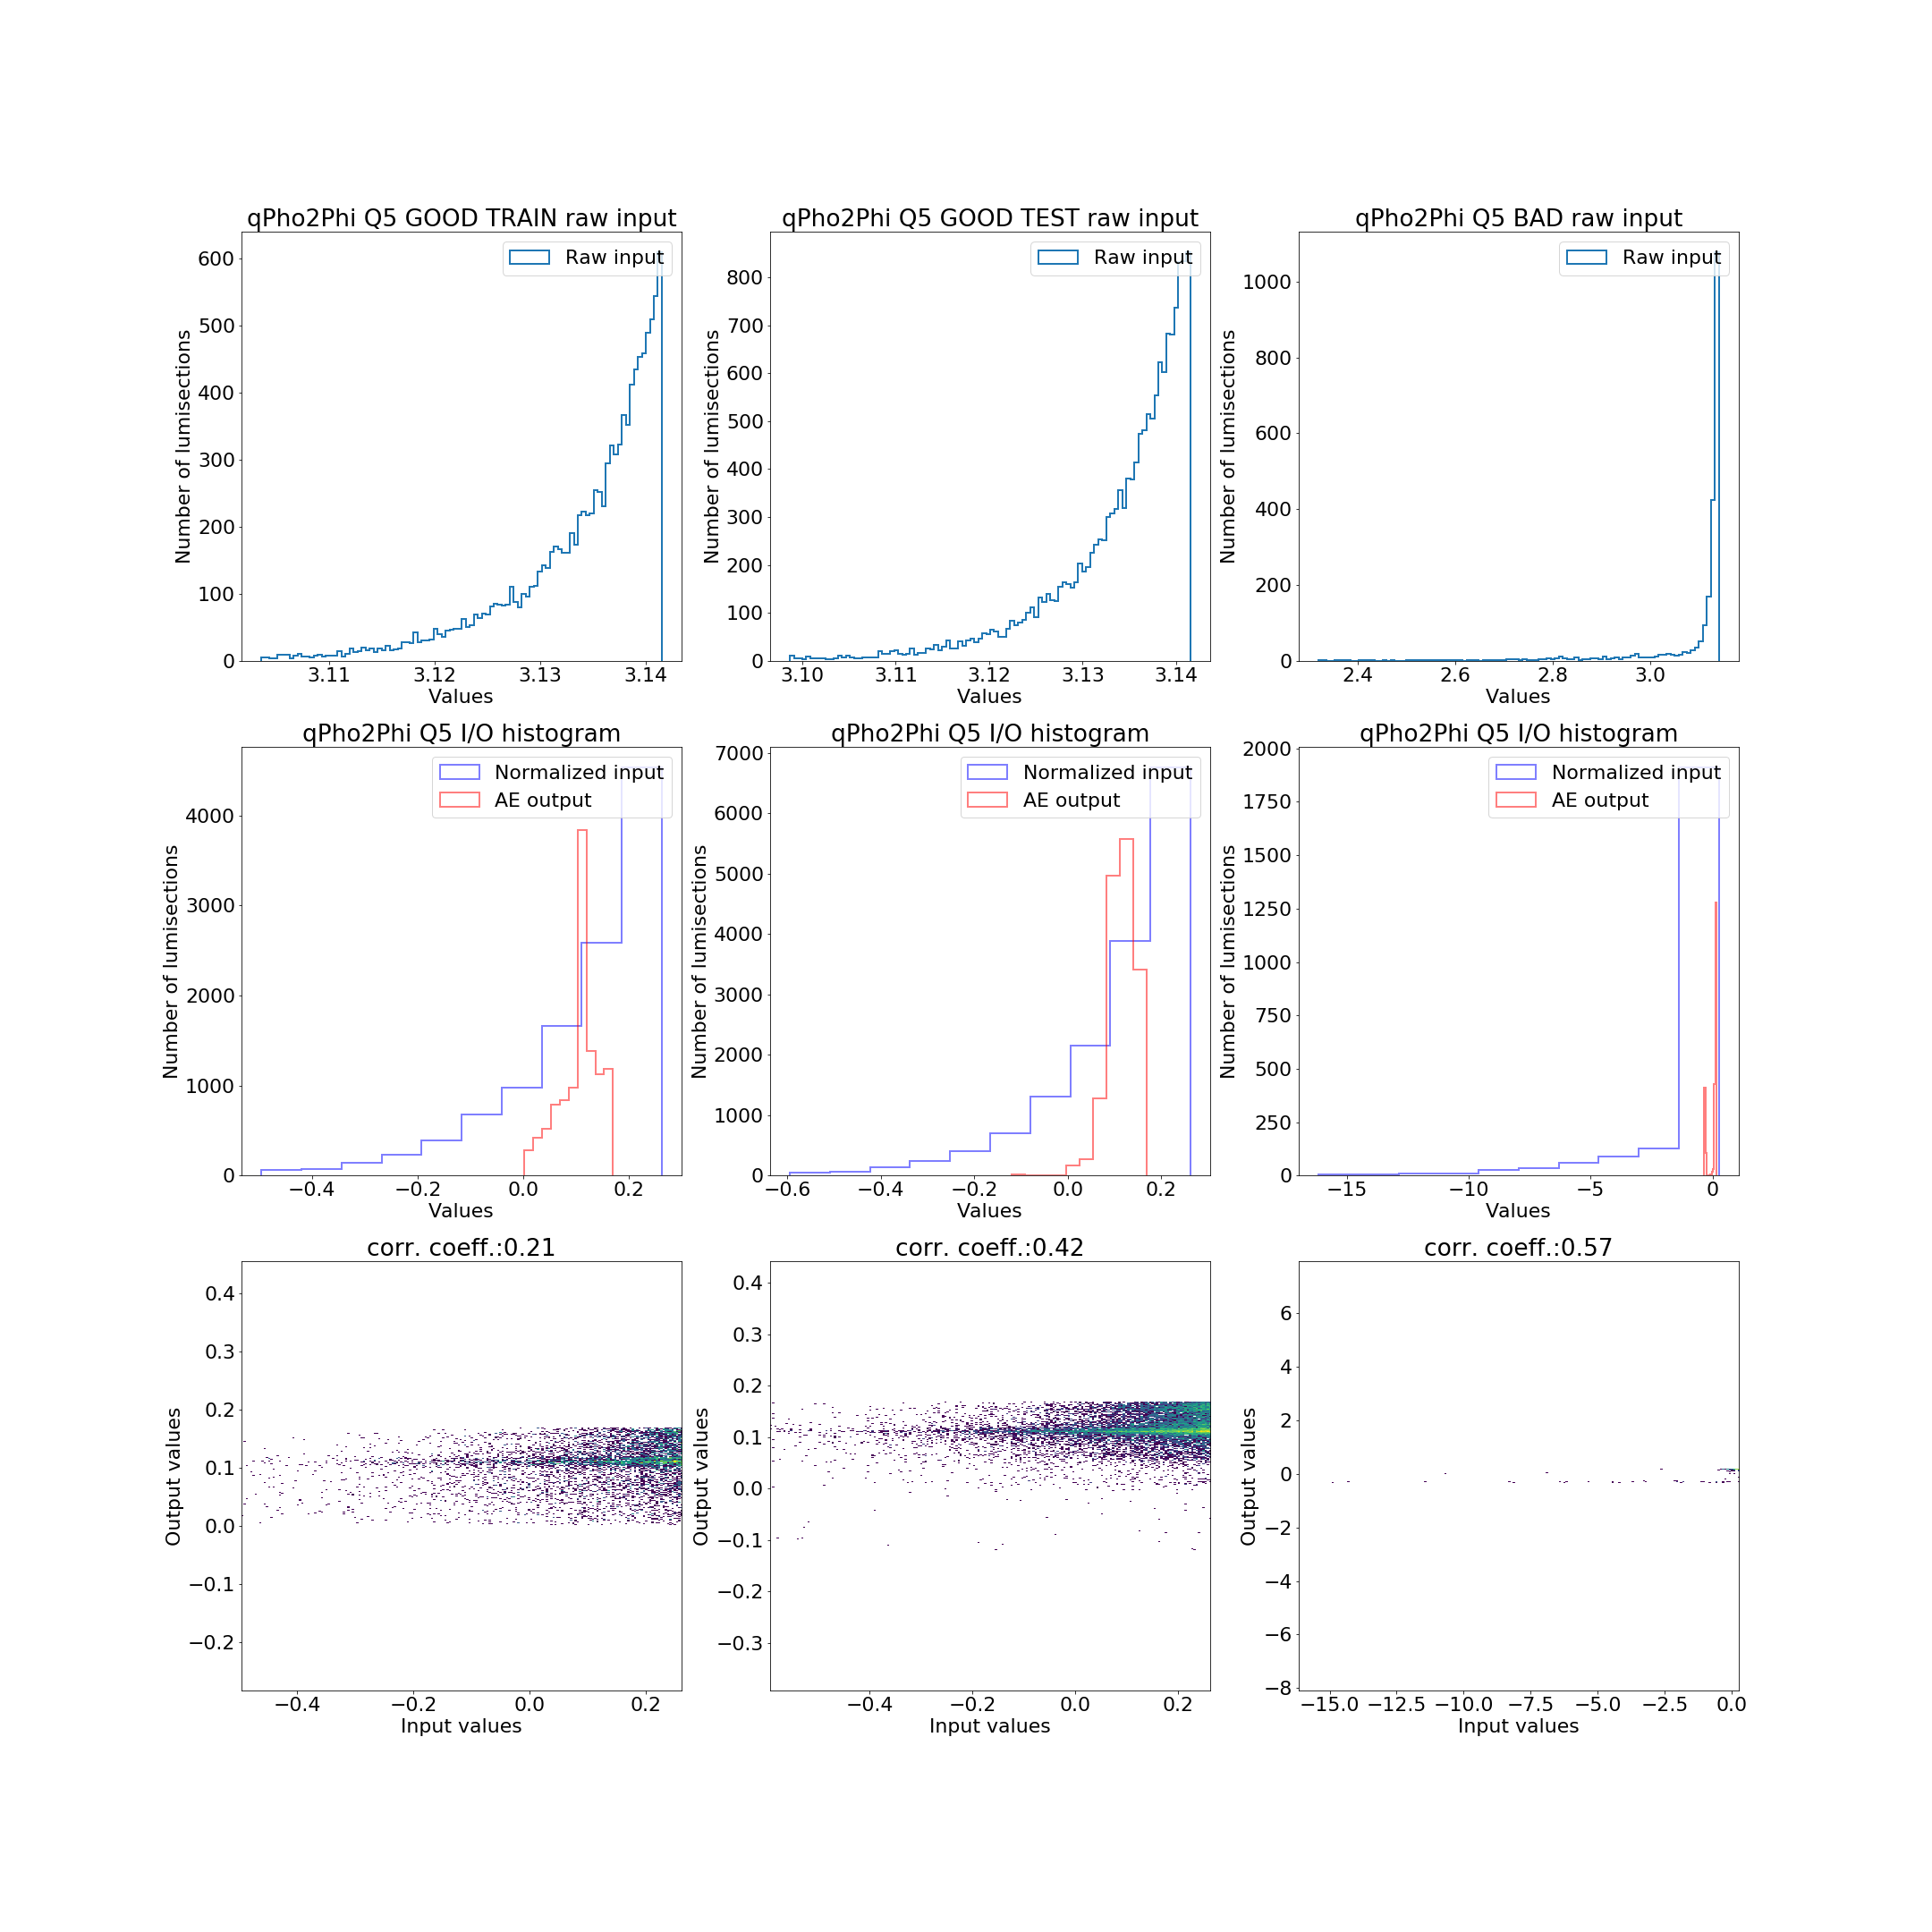 qPho2Phi Q5 GOOD TRAIN raw input
Raw input
Number of lumisections
600
500
400
300
200
100
0
3.11 3.12 3.13 3.14
Values
qPho2Phi Q5 GOOD TEST raw input
Raw input
Number of lumisections
800
700
600
500
400
300
200
100
0
3.10 3.11 3.12 3.13 3.14
Values
qPho2Phi Q5 BAD raw input
Raw input
Number of lumisections
1000
800
600
400
200
0
2.4 2.6 2.8 3.0
Values
qPho2Phi Q5 I/O histogram
Normalized input
AE output
Number of lumisections
4000
3000
2000
1000
0
−0.4 −0.2 0.0 0.2
Values
qPho2Phi Q5 I/O histogram
Normalized input
AE output
Number of lumisections
7000
6000
5000
4000
3000
2000
1000
0
−0.6 −0.4 −0.2 0.0 0.2
Values
qPho2Phi Q5 I/O histogram
Normalized input
AE output
Number of lumisections
2000
1750
1500
1250
1000
750
500
250
0
−15 −10 −5 0
Values
corr. coeff.:0.21
Output values
0.4
0.3
0.2
0.1
0.0
−0.1
−0.2
−0.4 −0.2 0.0 0.2
Input values
corr. coeff.:0.42
Output values
0.4
0.3
0.2
0.1
0.0
−0.1
−0.2
−0.3
−0.4 −0.2 0.0 0.2
Input values
corr. coeff.:0.57
Output values
6
4
2
0
−2
−4
−6
−8
−15.0 −12.5 −10.0 −7.5 −5.0 −2.5 0.0
Input values